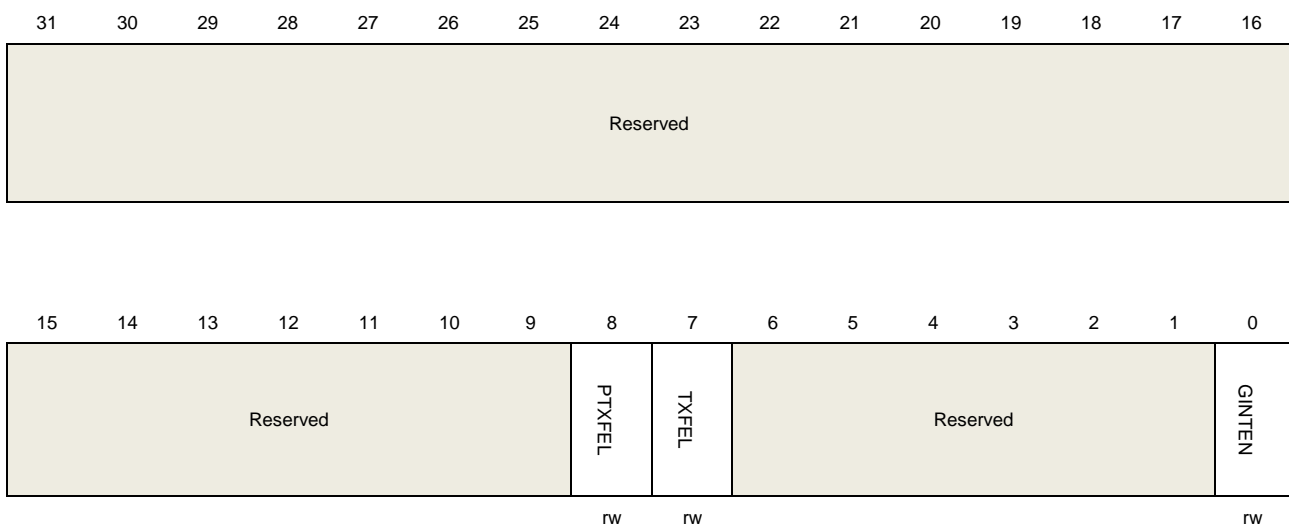 31 30 29 28 27 26 25 24 23 22 21 20 19 18 17 16
Reserved
15 14 13 12 11 10 9 8 7 6 5 4 3 2 1 0
Reserved PTXFEL TXFEL Reserved GINTEN
rw rw rw